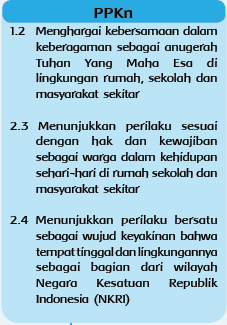 PPKn
1.2 Menghargai kebersamaan dalam
keberagaman sebagai anugerah
Tuhan Yang Maha Esa di
lingkungan rumah, sekolah dan
masyarakat sekitar
2.3 Menunjukkan perilaku sesuai
dengan hak dan kewajiban
sebagai warga dalam kehidupan
sehari-hari di rumah sekolah dan
masyarakat sekitar
2.4 Menunjukkan perilaku bersatu
sebagai wujud keyakinan bahwa
tempat tinggal dan lingkungannya
sebagai bagian dari wilayah
Negara Kesatuan Republik
Indonesia (NKRI)